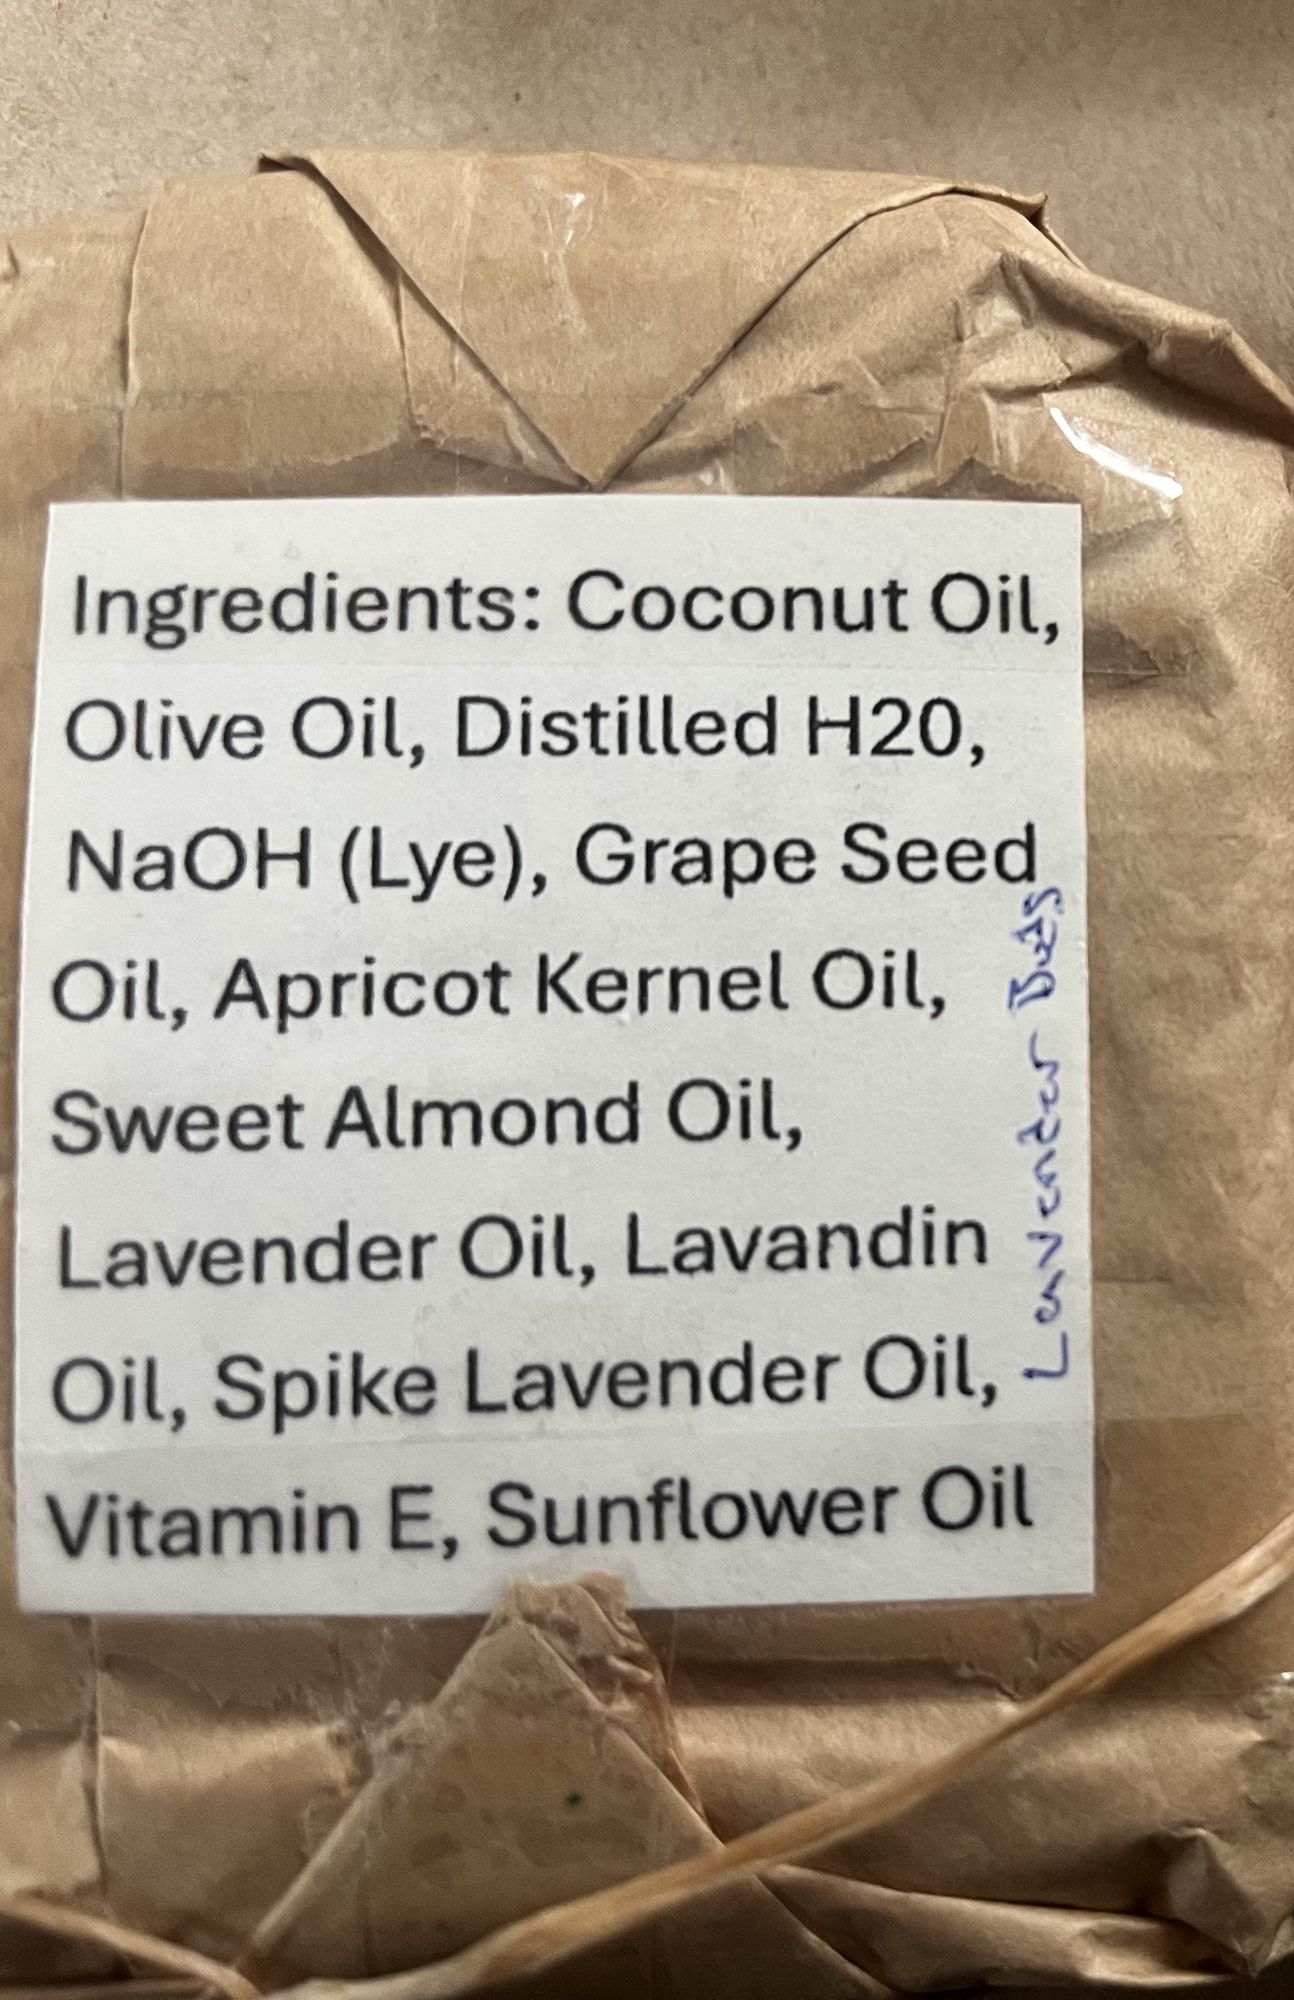 Ingredients: Coconut Oil,
Olive Oil, Distilled H20,
NaOH (Lye), Grape Seed
Oil, Apricot Kernel Oil,
Sweet Almond Oil,
Lavender Oil, Lavandin
Oil, Spike Lavender Oil,
Vitamin E, Sunflower Oil
Lavender Buds